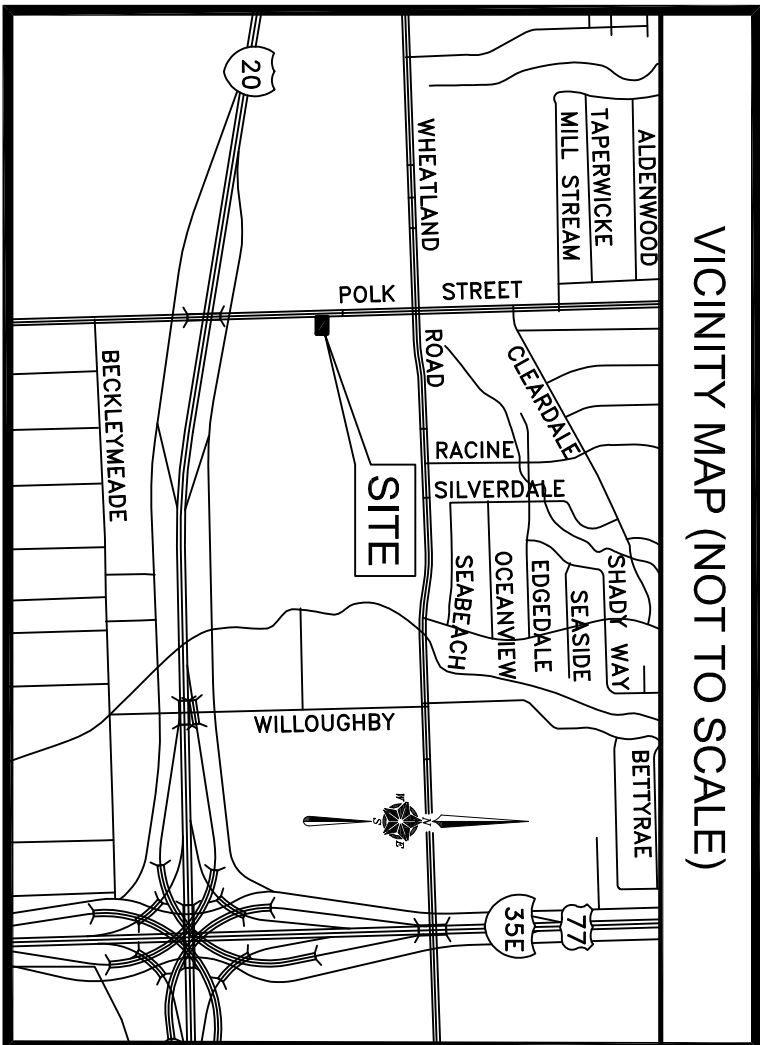 VICINITY MAP (NOT TO SCALE)
ALDENWOOD
TAPERWICKE
MILL STREAM
WHEATLAND
20
POLK STREET
ROAD
CLEARDALE
RACINE
SILVERDALE
BECKLEYMEADE
SITE
SHADY WAY
SEASIDE
EDGEDALE
OCEANVIEW
SEABEACH
WILLOUGHBY
BETTYRAE
N
W
E
S
77
35E